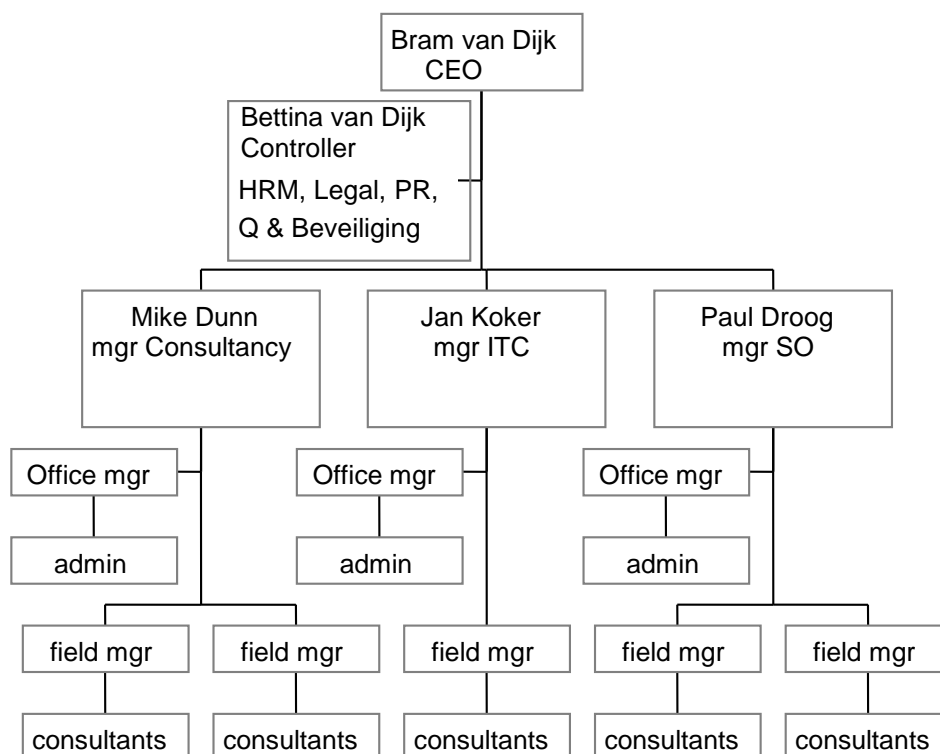 Bram van Dijk
CEO
Bettina van Dijk
Controller
HRM, Legal, PR,
Q & Beveiliging
Mike Dunn
mgr Consultancy
Jan Koker
mgr ITC
Paul Droog
mgr SO
Office mgr
Office mgr
Office mgr
admin
admin
admin
field mgr
field mgr
field mgr
field mgr
field mgr
consultants
consultants
consultants
consultants
consultants